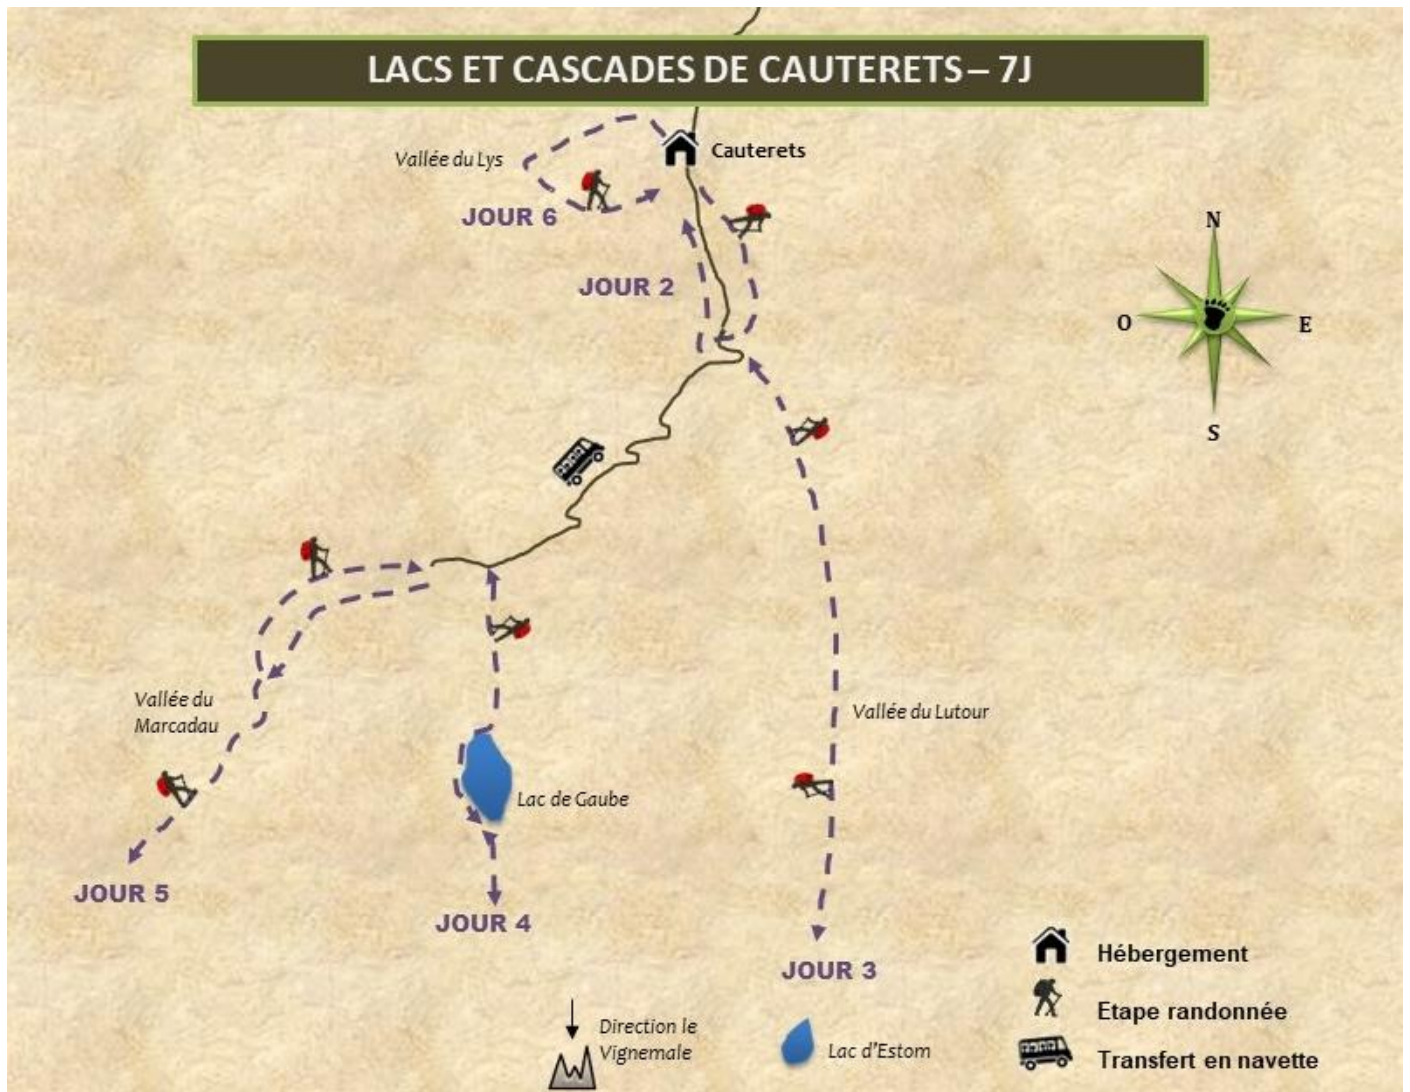 LACS ET CASCADES DE CAUTERETS – 7J
Cauterets
Vallée du Lys
JOUR 6
N
JOUR 2
O
E
S
Vallée du
Marcadau
Vallée du Lutour
Lac de Gaube
JOUR 5
JOUR 4
JOUR 3
Hébergement
Etape randonnée
Direction le
Vignemale
Lac d'Estom
Transfert en navette